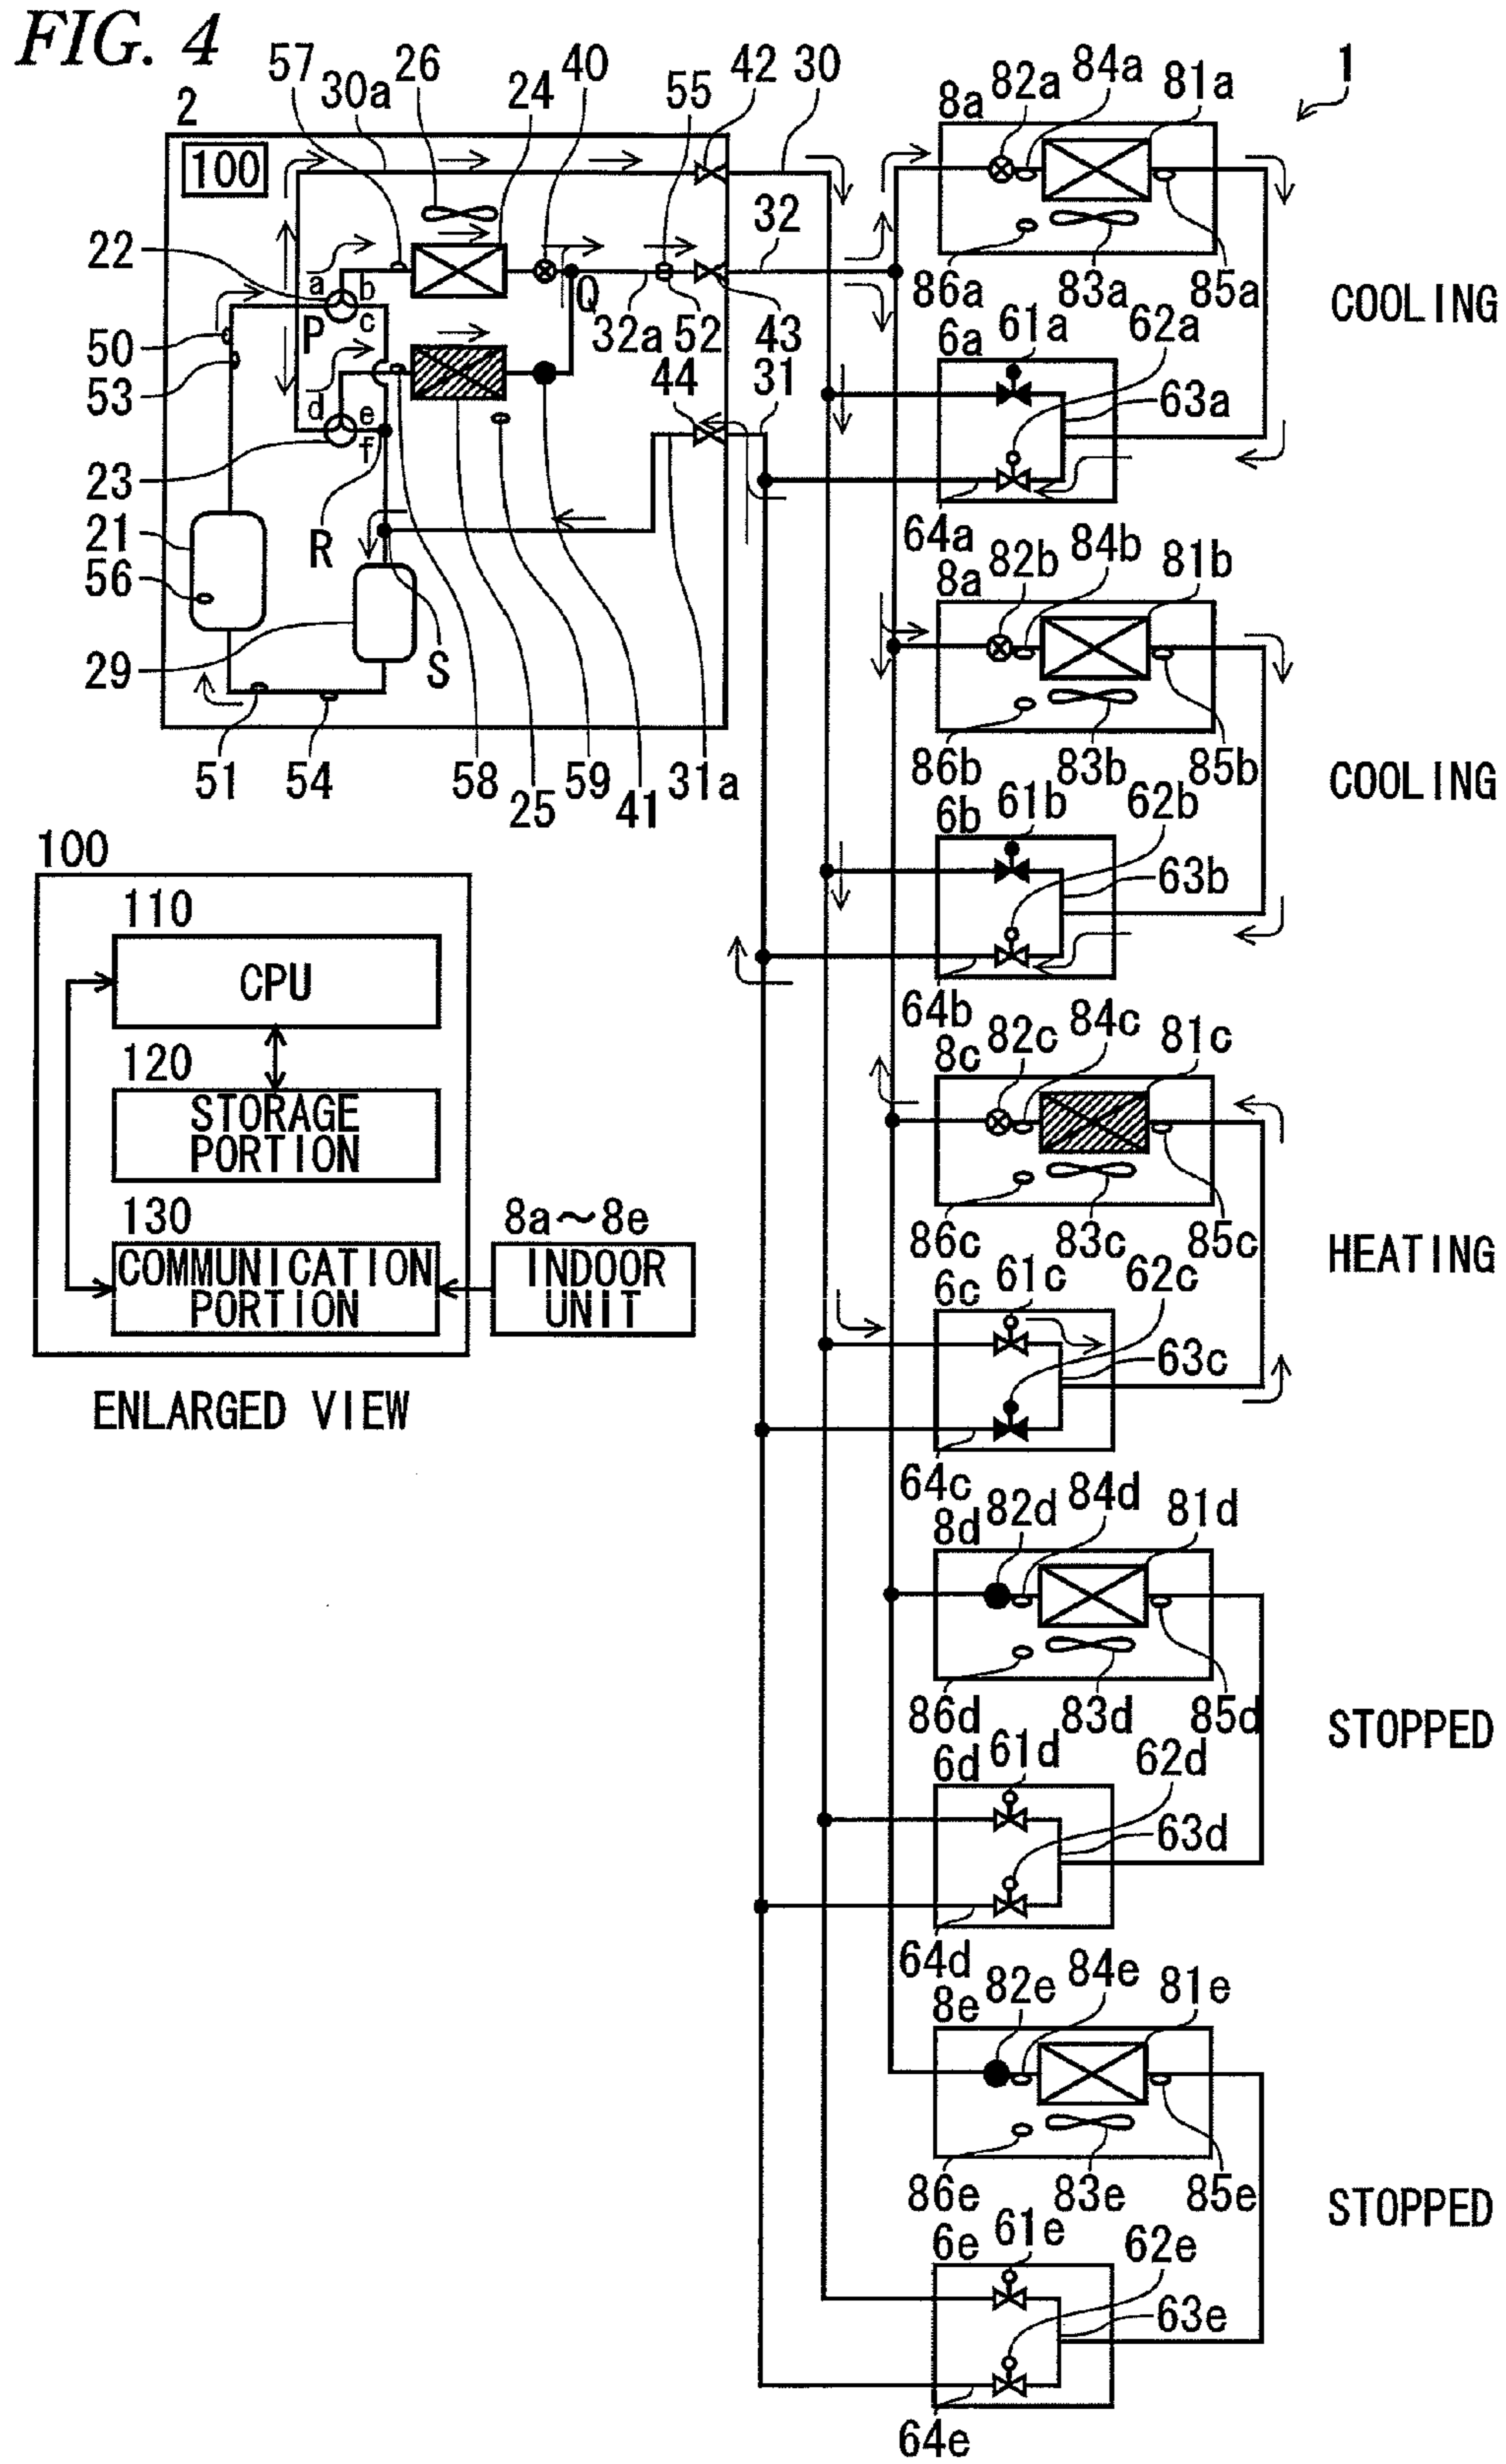 FIG. 4
57 30a 26 24 40 55 42 30
2
100
22
a b c
P
50
53
d e f
23
Q
32a 52 43
32
44 31
21
56
R
29
S
51 54 58 25 59 41 31a
1
8a 82a 84a 81a
86a 83a 85a
COOLING
6a 61a 62a
63a
64a
8a 82b 84b 81b
86b 83b 85b
COOLING
6b 61b 62b
63b
64b
8c 82c 84c 81c
86c 83c 85c
HEATING
6c 61c 62c
63c
64c
8d 82d 84d 81d
86d 83d 85d
STOPPED
6d 61d 62d
63d
64d
8e 82e 84e 81e
86e 83e 85e
STOPPED
6e 61e 62e
63e
64e
100
110
CPU
120
STORAGE
PORTION
130
COMMUNICATION
PORTION
8a~8e
INDOOR
UNIT
ENLARGED VIEW